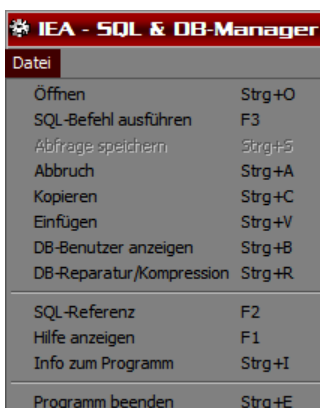 IEA - SQL & DB-Manager
Datei
Öffnen Strg+O
SQL-Befehl ausführen F3
Abfrage speichern Strg+S
Abbruch Strg+A
Kopieren Strg+C
Einfügen Strg+V
DB-Benutzer anzeigen Strg+B
DB-Reparatur/Kompression Strg+R
SQL-Referenz F2
Hilfe anzeigen F1
Info zum Programm Strg+I
Programm beenden Strg+E